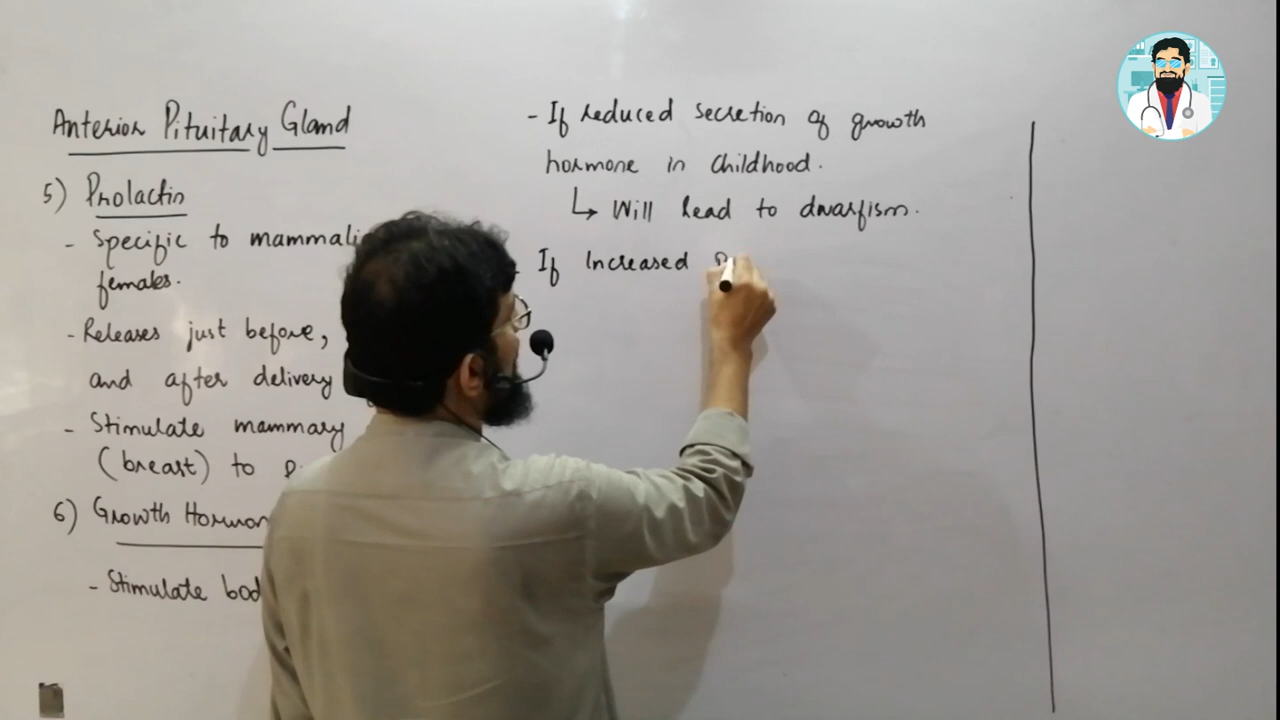 Anterior Pituitary Gland
5) Prolactin
- Specific to mammali
females.
- Releases just before,
and after delivery
- Stimulate mammary
(breast) to
6) Growth Hormon
- Stimulate bod
- If reduced secretion of growth
hormone in childhood.
↳ Will lead to dwarfism.
If Increased